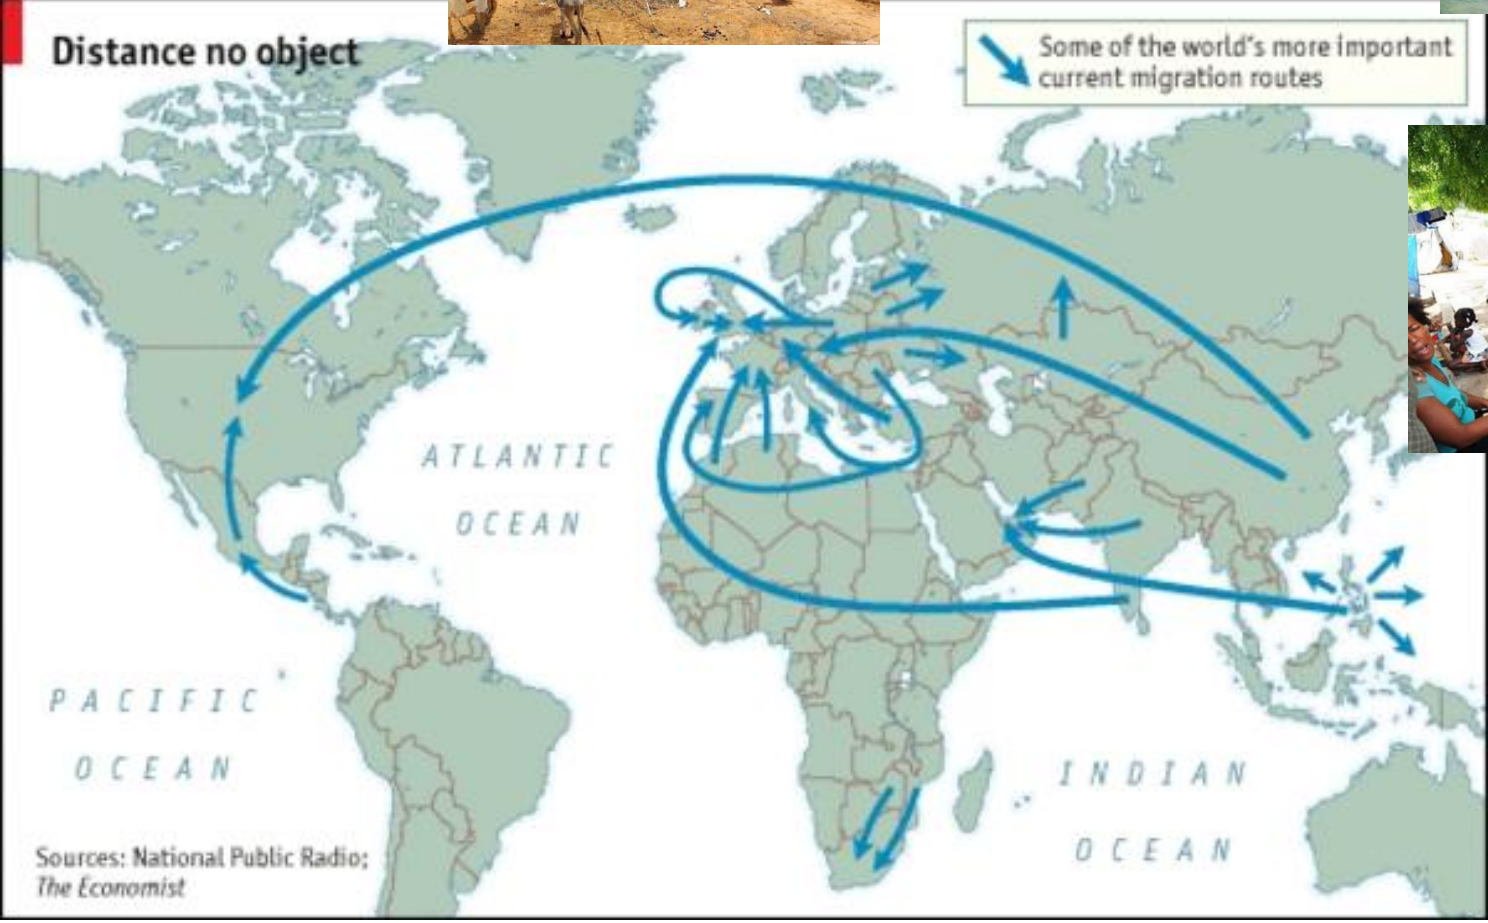 Distance no object
Some of the world's more important
current migration routes
ATLANTIC
OCEAN
PACIFIC
OCEAN
INDIAN
OCEAN
Sources: National Public Radio;
The Economist